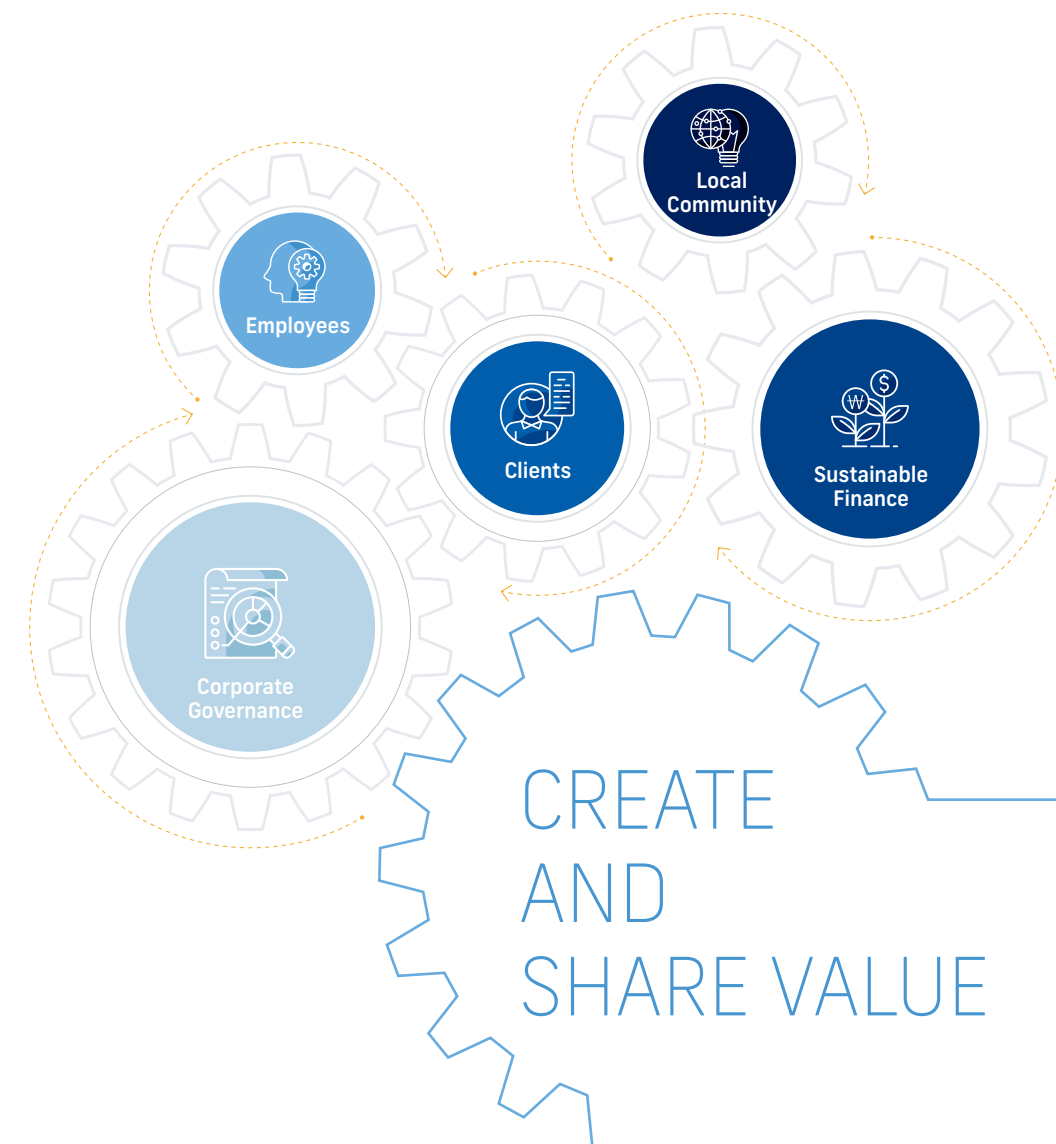 Local
Community
Employees
Clients
Sustainable
Finance
Corporate
Governance
CREATE
AND
SHARE VALUE